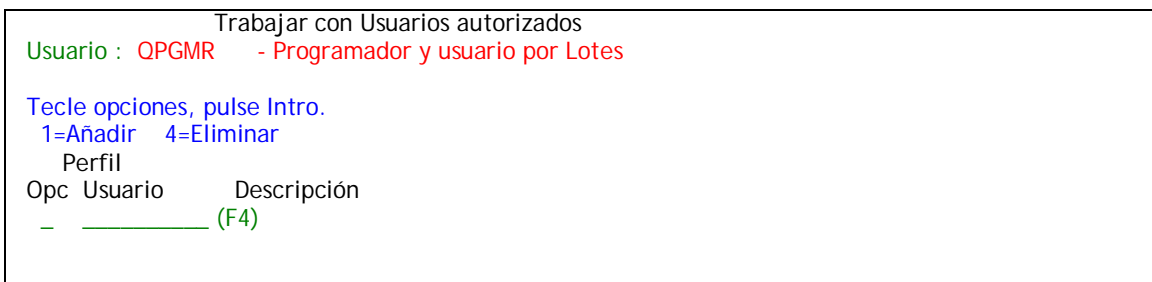 Trabajar con Usuarios autorizados
Usuario : QPGMR - Programador y usuario por Lotes
Tecle opciones, pulse Intro.
1=Añadir 4=Eliminar
Perfil
Opc Usuario Descripción
_ __________ (F4)